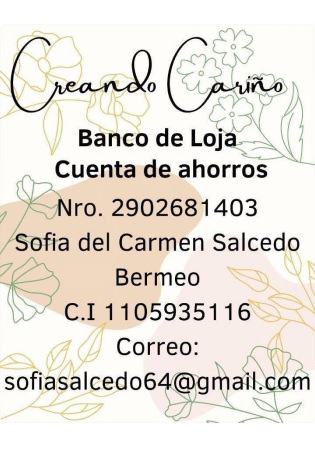 Creando Cariño
Banco de Loja
Cuenta de ahorros
Nro. 2902681403
Sofia del Carmen Salcedo
Bermeo
C.I 1105935116
Correo:
sofiasalcedo64@gmail.com